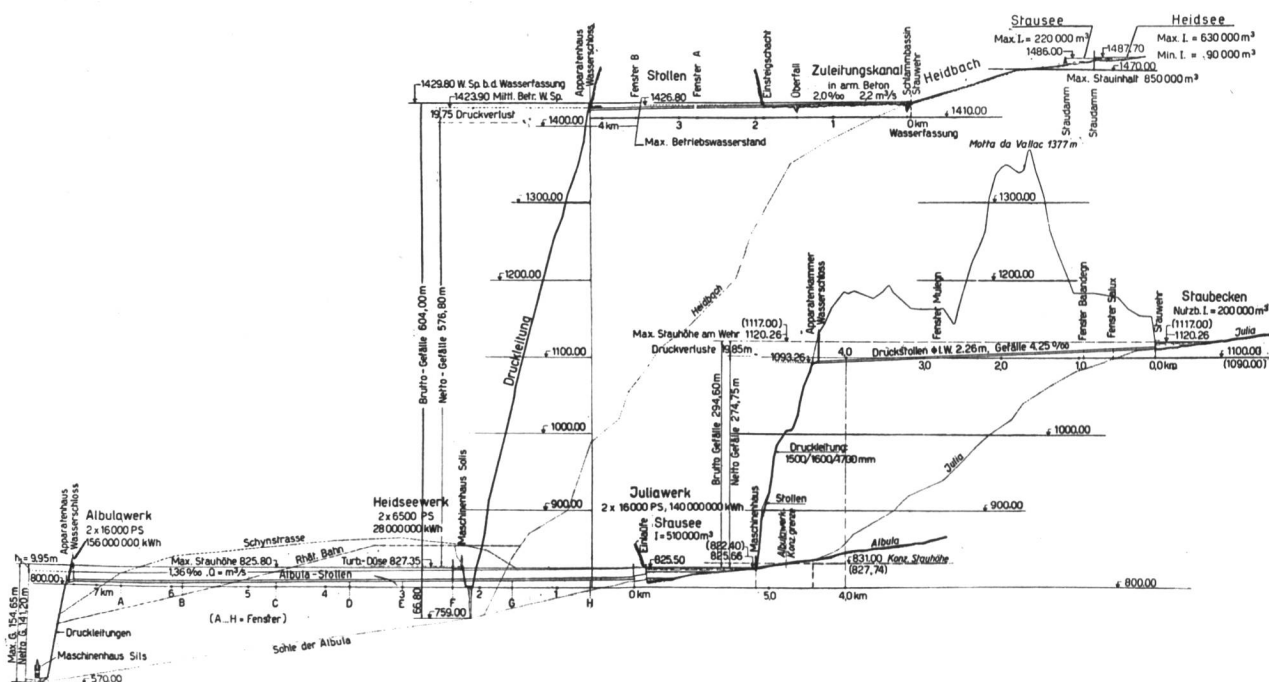 Stausee
Max. I. = 220 000 m³
1486.00
Heidsee
Max. I. = 630 000 m³
Min. I. = 90 000 m³
1487.70
1470.00
Max. Stauinhalt 850 000 m³
Staudamm
Staudamm
Heidbach
Schlammbassin
Stauwehr
Zuleitungskanal
in arm. Beton
2.0‰ 2,2 m³/s
Überfall
Einsteigschacht
Fenster A
Stollen
Fenster B
Apparatenhaus
Wasserschloss
1429.80 W. Sp. b. d. Wasserfassung
1423.90 Mittl. Betr. W. Sp.
1426.80
19,75 Druckverlust
1400.00
4 km
3
2
1
0 km
1410.00
Wasserfassung
Max. Betriebswasserstand
Motta da Vallac 1377 m
1300.00
1300.00
1200.00
1200.00
Heidbach
Druckleitung
Brutto-Gefälle 604,00 m
Netto-Gefälle 576,80 m
Apparatenkammer
Wasserschloss
Fenster Mulegn
Fenster Balandegn
Fenster Salux
Stauwehr
Staubecken
Nutzb. I. = 200 000 m³
(1117.00)
1120.26
Julia
Max. Stauhöhe am Wehr
(1117.00)
1120.26
Druckverluste 19,85 m
1100.00
1093.26
4,0
Druckstollen ϕ I.W. 2.26 m, Gefälle 4.25 ‰
3,0
2,0
1,0
0,0 km
1100.00
(1090.00)
Brutto Gefälle 294,60 m
Netto Gefälle 274,75 m
1000.00
1000.00
Druckleitung:
1500/1600/1700 mm
Julia
Stollen
900.00
900.00
Maschinenhaus
Albulawerk
Konz. grenze
Albula
831.00 Konz. Stauhöhe
(827,74)
Juliawerk
2 x 16000 PS, 140 000 000 kWh
Stausee
I = 510 000 m³
Einläufe
(882.40)
825.66
825.50
Heidseewerk
2 x 6500 PS
28 000 000 kWh
Maschinenhaus Solis
Albulawerk
2 x 16 000 PS
156 000 000 kWh
Apparatenhaus
Wasserschloss
Schynstrasse
Rhät. Bahn
9.95 m
Max. Stauhöhe 825.80
Turb-Düse 827.35
1,36‰
Albula-Stollen
800.00
7 km
6
5
4
3
2
1
0 km
5,0
4,0 km
800.00
A
B
C
D
E
F
G
H
(A...H = Fenster)
66.80
759.00
Sohle der Albula
Max. G. 154,65 m
Netto G. 141,20 m
Druckleitungen
Maschinenhaus Sils
570.00